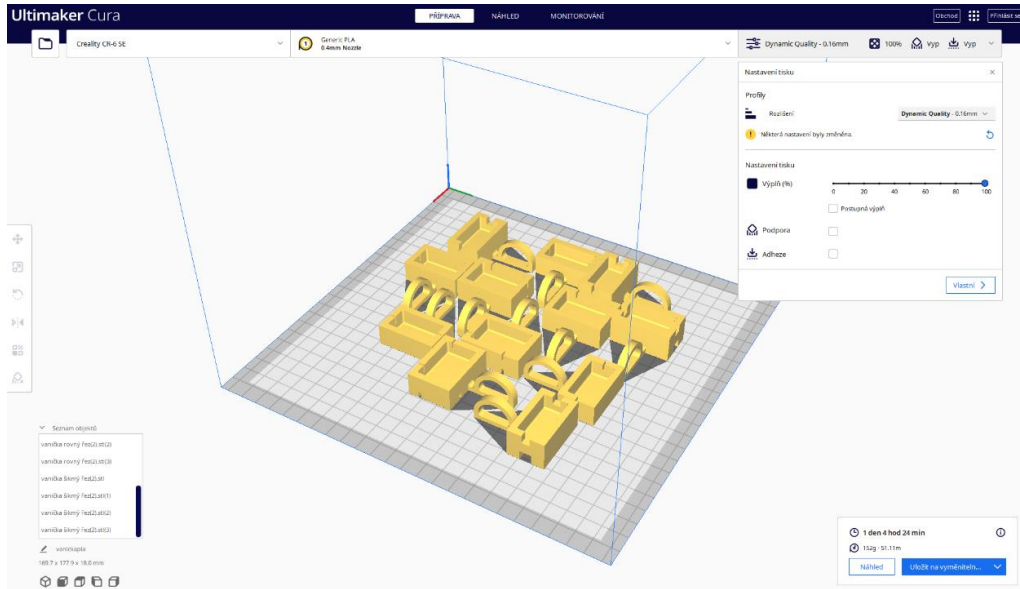 Ultimaker Cura
PŘÍPRAVA
NÁHLED
MONITOROVÁNÍ
Obchod
Přihlásit se
Creality CR-6 SE
1
Generic PLA
0.4mm Nozzle
Dynamic Quality - 0.16mm
100%
Vyp
Vyp
Nastavení tisku
Profily
Rozlišení
Dynamic Quality - 0.16mm
Některá nastavení byly změněna.
Nastavení tisku
Výplň (%)
0 20 40 60 80 100
Postupná výplň
Podpora
Adheze
Vlastní
Seznam objektů
vanička rovný řez(2).stl(2)
vanička rovný řez(2).stl(3)
vanička šikmý řez(2).stl
vanička šikmý řez(2).stl(1)
vanička šikmý řez(2).stl(2)
vanička šikmý řez(2).stl(3)
vaničkapla
169.7 x 177.9 x 18.0 mm
1 den 4 hod 24 min
152g · 51.11m
Náhled
Uložit na vyměniteln...